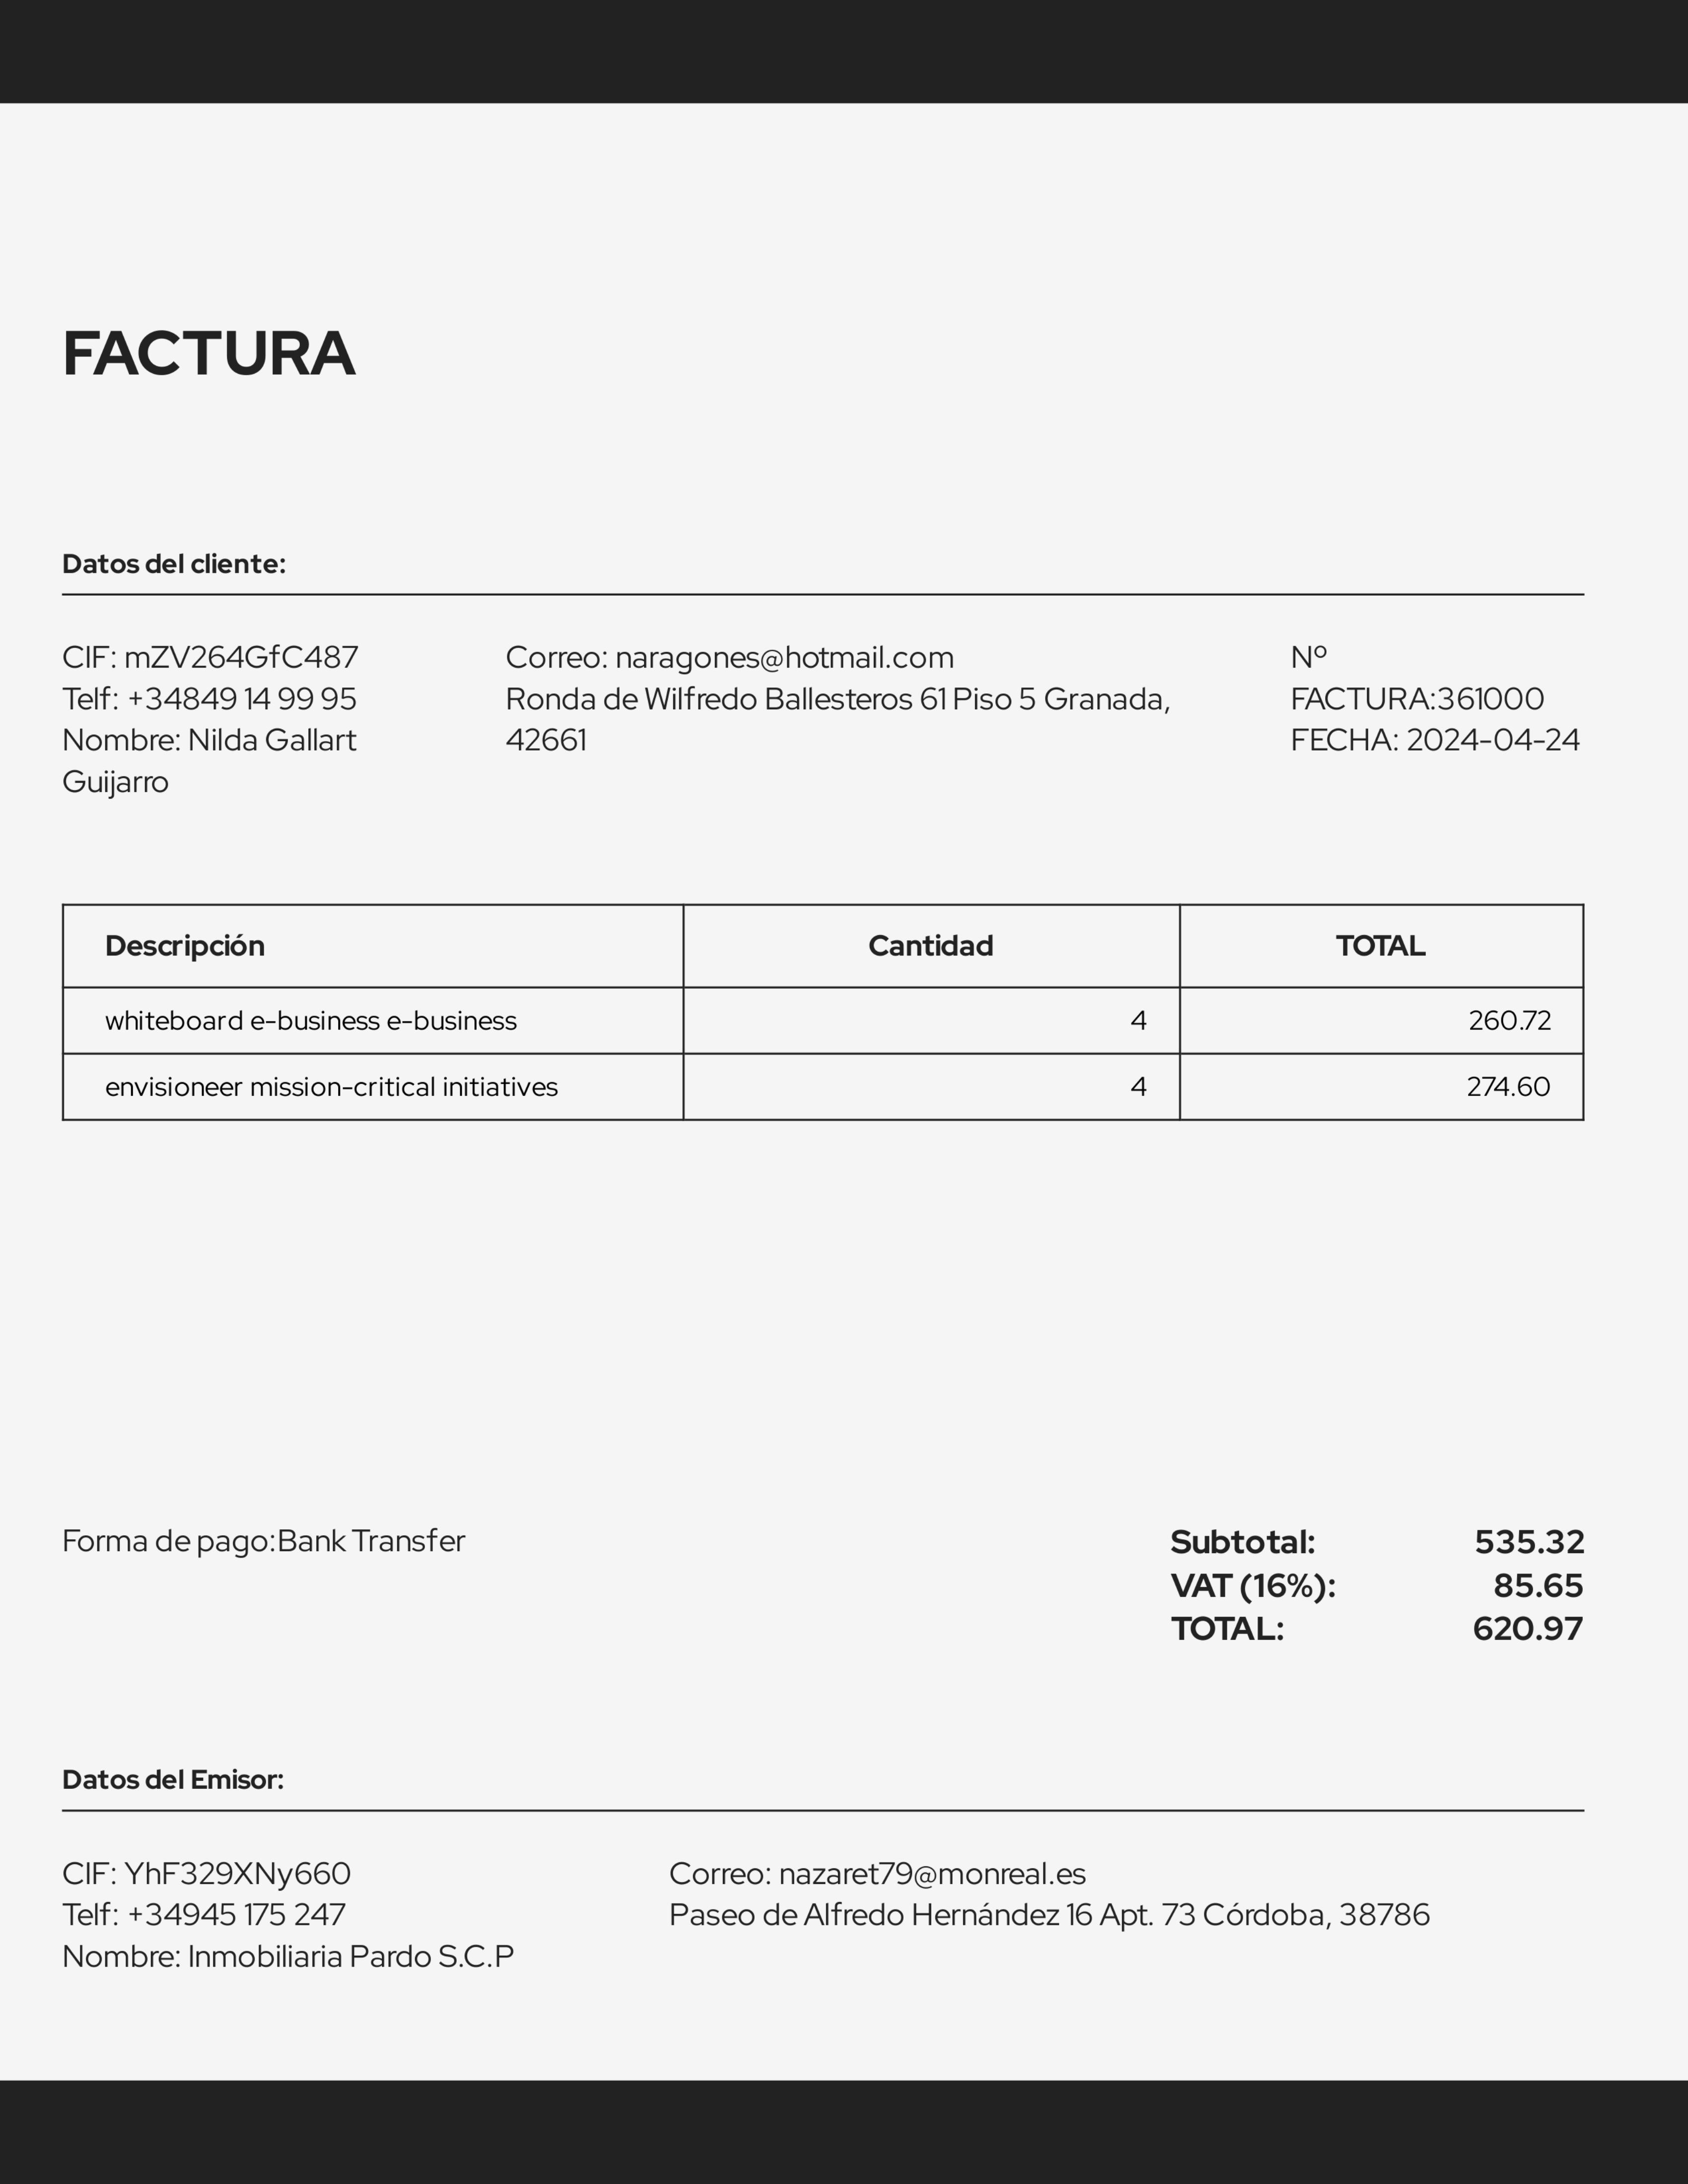 FACTURA
Datos del cliente:
CIF: mZV264GfC487
Telf: +34849 14 99 95
Nombre: Nilda Gallart
Guijarro
Correo: naragones@hotmail.com
Ronda de Wilfredo Ballesteros 61 Piso 5 Granada,
42661
Nº
FACTURA:361000
FECHA: 2024-04-24
Descripción Cantidad TOTAL
whiteboard e-business e-business 4 260.72
envisioneer mission-critical initiatives 4 274.60
Forma de pago:Bank Transfer
Subtotal: 535.32
VAT (16%): 85.65
TOTAL: 620.97
Datos del Emisor:
CIF: YhF329XNy660
Telf: +34945 175 247
Nombre: Inmobiliaria Pardo S.C.P
Correo: nazaret79@monreal.es
Paseo de Alfredo Hernández 16 Apt. 73 Córdoba, 38786